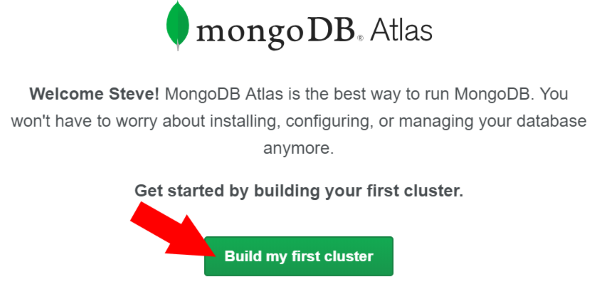 mongoDB® Atlas
Welcome Steve! MongoDB Atlas is the best way to run MongoDB. You
won't have to worry about installing, configuring, or managing your database
anymore.
Get started by building your first cluster.
Build my first cluster